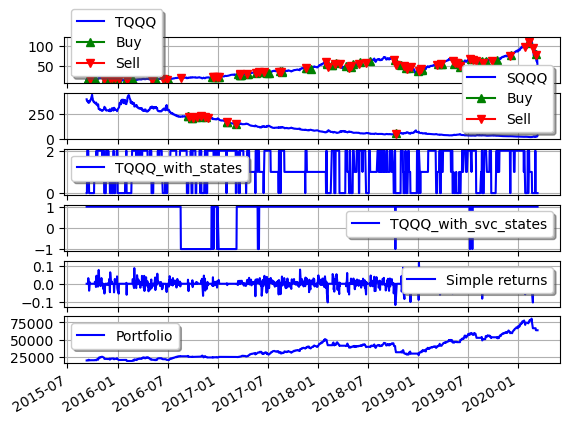 TQQQ
Buy
Sell
100
50
SQQQ
Buy
Sell
250
0
2
TQQQ_with_states
0
1
0
TQQQ_with_svc_states
−1
0.1
0.0
Simple returns
−0.1
75000
Portfolio
50000
25000
2015-07
2016-01
2016-07
2017-01
2017-07
2018-01
2018-07
2019-01
2019-07
2020-01